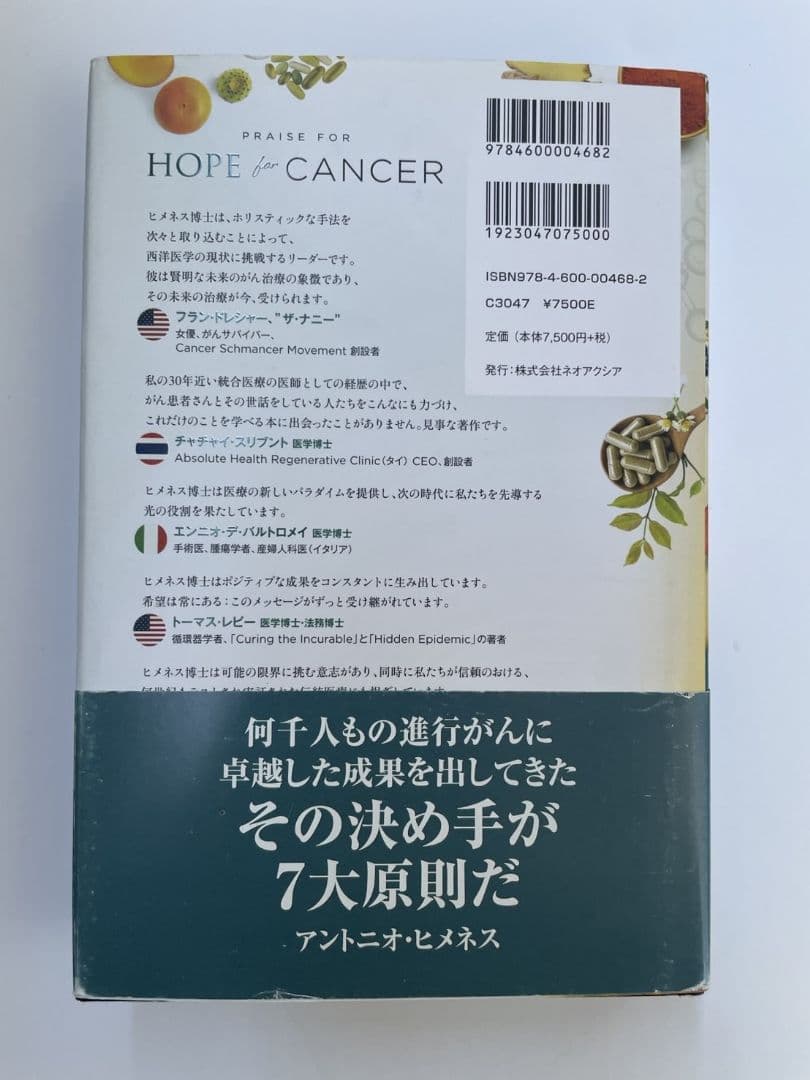 PRAISE FOR
HOPE for CANCER
ヒメネス博士は、ホリスティックな手法を
次々と取り込むことによって、
西洋医学の現状に挑戦するリーダーです。
彼は賢明な未来のがん治療の象徴であり、
その未来の治療が今、受けられます。
フラン・ドレシャー、"ザ・ナニー"
女優、がんサバイバー、
Cancer Schmancer Movement 創設者
私の30年近い統合医療の医師としての経歴の中で、
がん患者さんとその世話をしている人たちをこんなにも力づけ、
これだけのことを学べる本に出会ったことがありません。見事な著作です。
チャチャイ・スリブント 医学博士
Absolute Health Regenerative Clinic（タイ） CEO、創設者
ヒメネス博士は医療の新しいパラダイムを提供し、次の時代に私たちを先導する
光の役割を果たしています。
エンニオ・デ・バルトロメイ 医学博士
手術医、腫瘍学者、産婦人科医（イタリア）
ヒメネス博士はポジティブな成果をコンスタントに生み出しています。
希望は常にある：このメッセージがずっと受け継がれています。
トーマス・レビー 医学博士・法務博士
循環器学者、「Curing the Incurable」と「Hidden Epidemic」の著者
ヒメネス博士は可能の限界に挑む意志があり、同時に私たちが信頼のおける、
9784600004682
1923047075000
ISBN978-4-600-00468-2
C3047 ¥7500E
定価（本体7,500円+税）
発行：株式会社ネオアクシア
何千人もの進行がんに
卓越した成果を出してきた
その決め手が
7大原則だ
アントニオ・ヒメネス